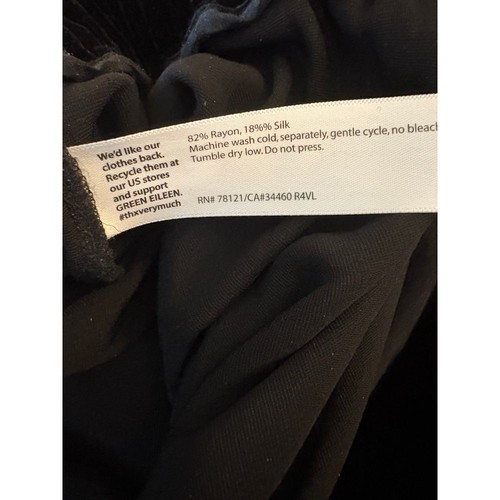 We'd like our
clothes back.
Recycle them at
our US stores
and support
GREEN EILEEN.
#thxverymuch
82% Rayon, 18%% Silk
Machine wash cold, separately, gentle cycle, no bleach
Tumble dry low. Do not press.
RN# 78121/CA#34460 R4VL